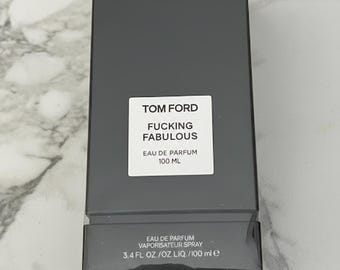 TOM FORD
FUCKING
FABULOUS
EAU DE PARFUM
100 ML
EAU DE PARFUM
VAPORISATEUR SPRAY
3.4 FL OZ /OZ LIQ /100 ml ℮